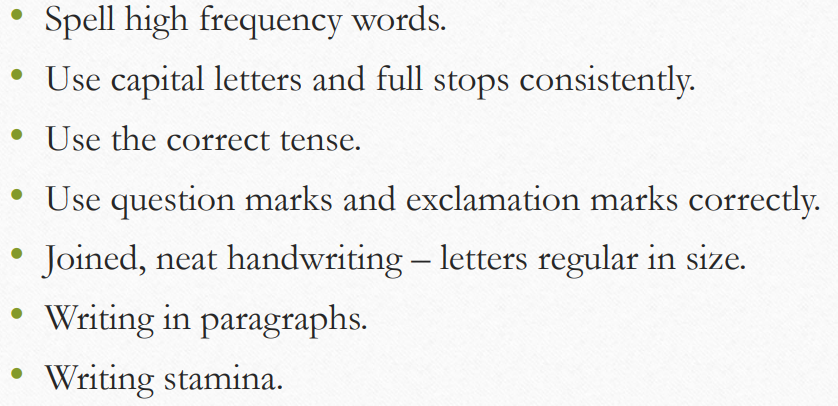 • Spell high frequency words.
• Use capital letters and full stops consistently.
• Use the correct tense.
• Use question marks and exclamation marks correctly.
• Joined, neat handwriting – letters regular in size.
• Writing in paragraphs.
• Writing stamina.